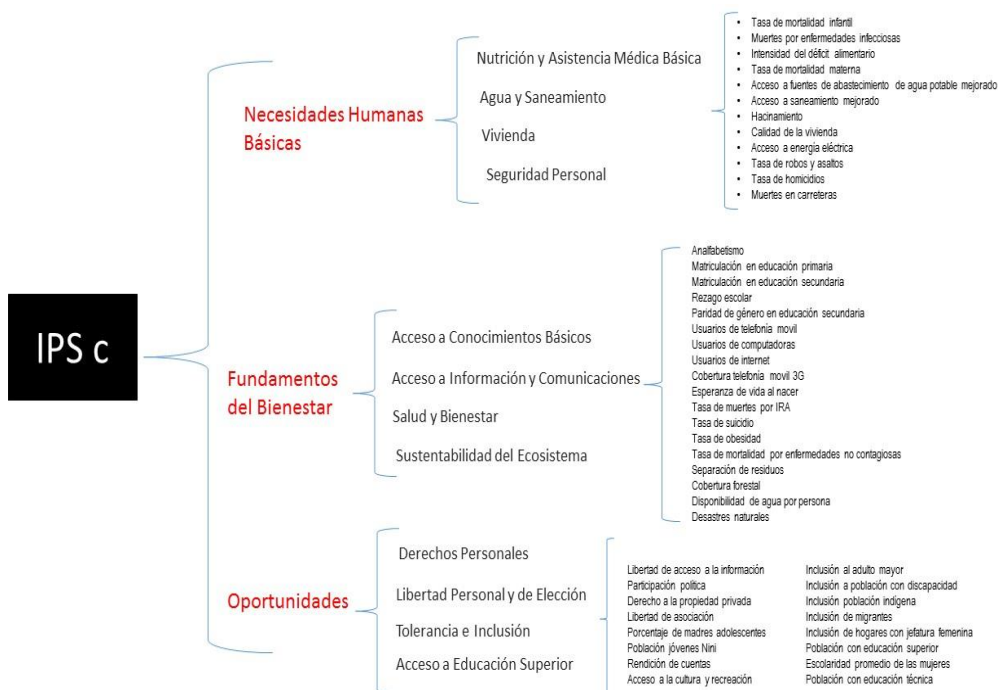 IPS c
Necesidades Humanas
Básicas
Nutrición y Asistencia Médica Básica
Agua y Saneamiento
Vivienda
Seguridad Personal
• Tasa de mortalidad infantil
• Muertes por enfermedades infecciosas
• Intensidad del déficit alimentario
• Tasa de mortalidad materna
• Acceso a fuentes de abastecimiento de agua potable mejorado
• Acceso a saneamiento mejorado
• Hacinamiento
• Calidad de la vivienda
• Acceso a energía eléctrica
• Tasa de robos y asaltos
• Tasa de homicidios
• Muertes en carreteras
Fundamentos
del Bienestar
Acceso a Conocimientos Básicos
Acceso a Información y Comunicaciones
Salud y Bienestar
Sustentabilidad del Ecosistema
Analfabetismo
Matriculación en educación primaria
Matriculación en educación secundaria
Rezago escolar
Paridad de género en educación secundaria
Usuarios de telefonía movil
Usuarios de computadoras
Usuarios de internet
Cobertura telefonía movil 3G
Esperanza de vida al nacer
Tasa de muertes por IRA
Tasa de suicidio
Tasa de obesidad
Tasa de mortalidad por enfermedades no contagiosas
Separación de residuos
Cobertura forestal
Disponibilidad de agua por persona
Desastres naturales
Oportunidades
Derechos Personales
Libertad Personal y de Elección
Tolerancia e Inclusión
Acceso a Educación Superior
Libertad de acceso a la información
Participación política
Derecho a la propiedad privada
Libertad de asociación
Porcentaje de madres adolescentes
Población jóvenes Nini
Rendición de cuentas
Acceso a la cultura y recreación
Inclusión al adulto mayor
Inclusión a población con discapacidad
Inclusión población indígena
Inclusión de migrantes
Inclusión de hogares con jefatura femenina
Población con educación superior
Escolaridad promedio de las mujeres
Población con educación técnica